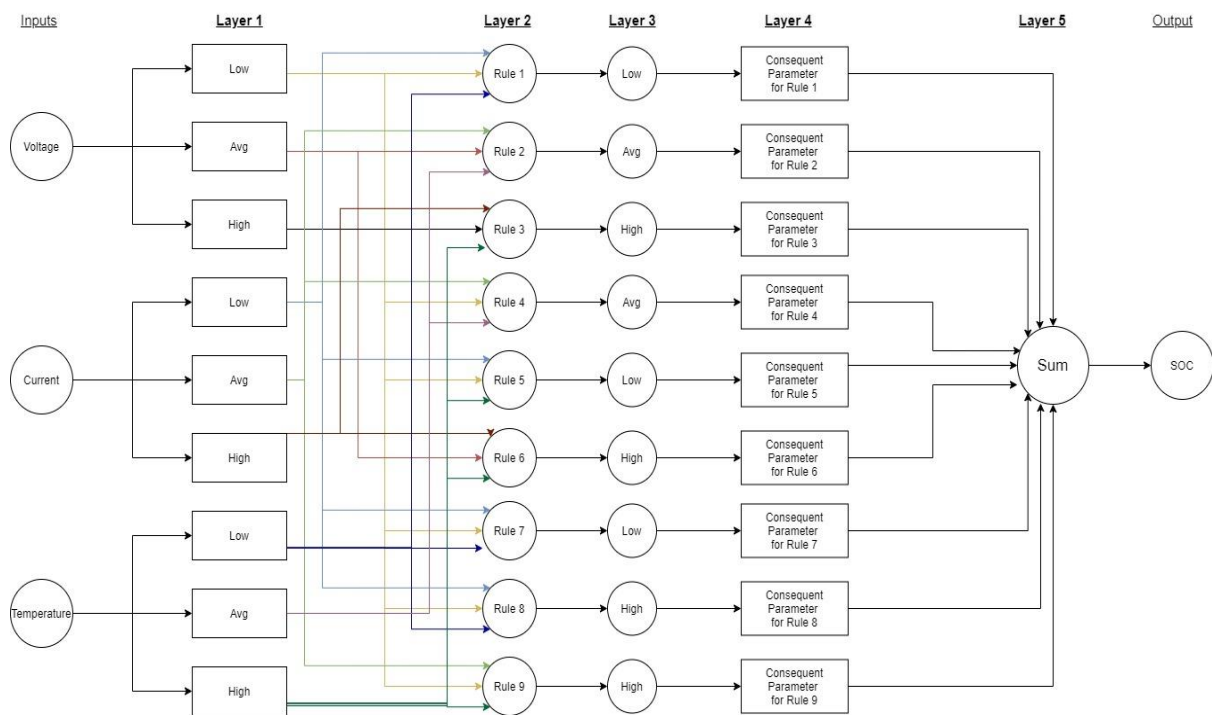 Inputs
Layer 1
Layer 2
Layer 3
Layer 4
Layer 5
Output
Voltage
Current
Temperature
Low
Avg
High
Low
Avg
High
Low
Avg
High
Rule 1
Rule 2
Rule 3
Rule 4
Rule 5
Rule 6
Rule 7
Rule 8
Rule 9
Low
Avg
High
Avg
Low
High
Low
High
High
Consequent
Parameter
for Rule 1
Consequent
Parameter
for Rule 2
Consequent
Parameter
for Rule 3
Consequent
Parameter
for Rule 4
Consequent
Parameter
for Rule 5
Consequent
Parameter
for Rule 6
Consequent
Parameter
for Rule 7
Consequent
Parameter
for Rule 8
Consequent
Parameter
for Rule 9
Sum
SOC